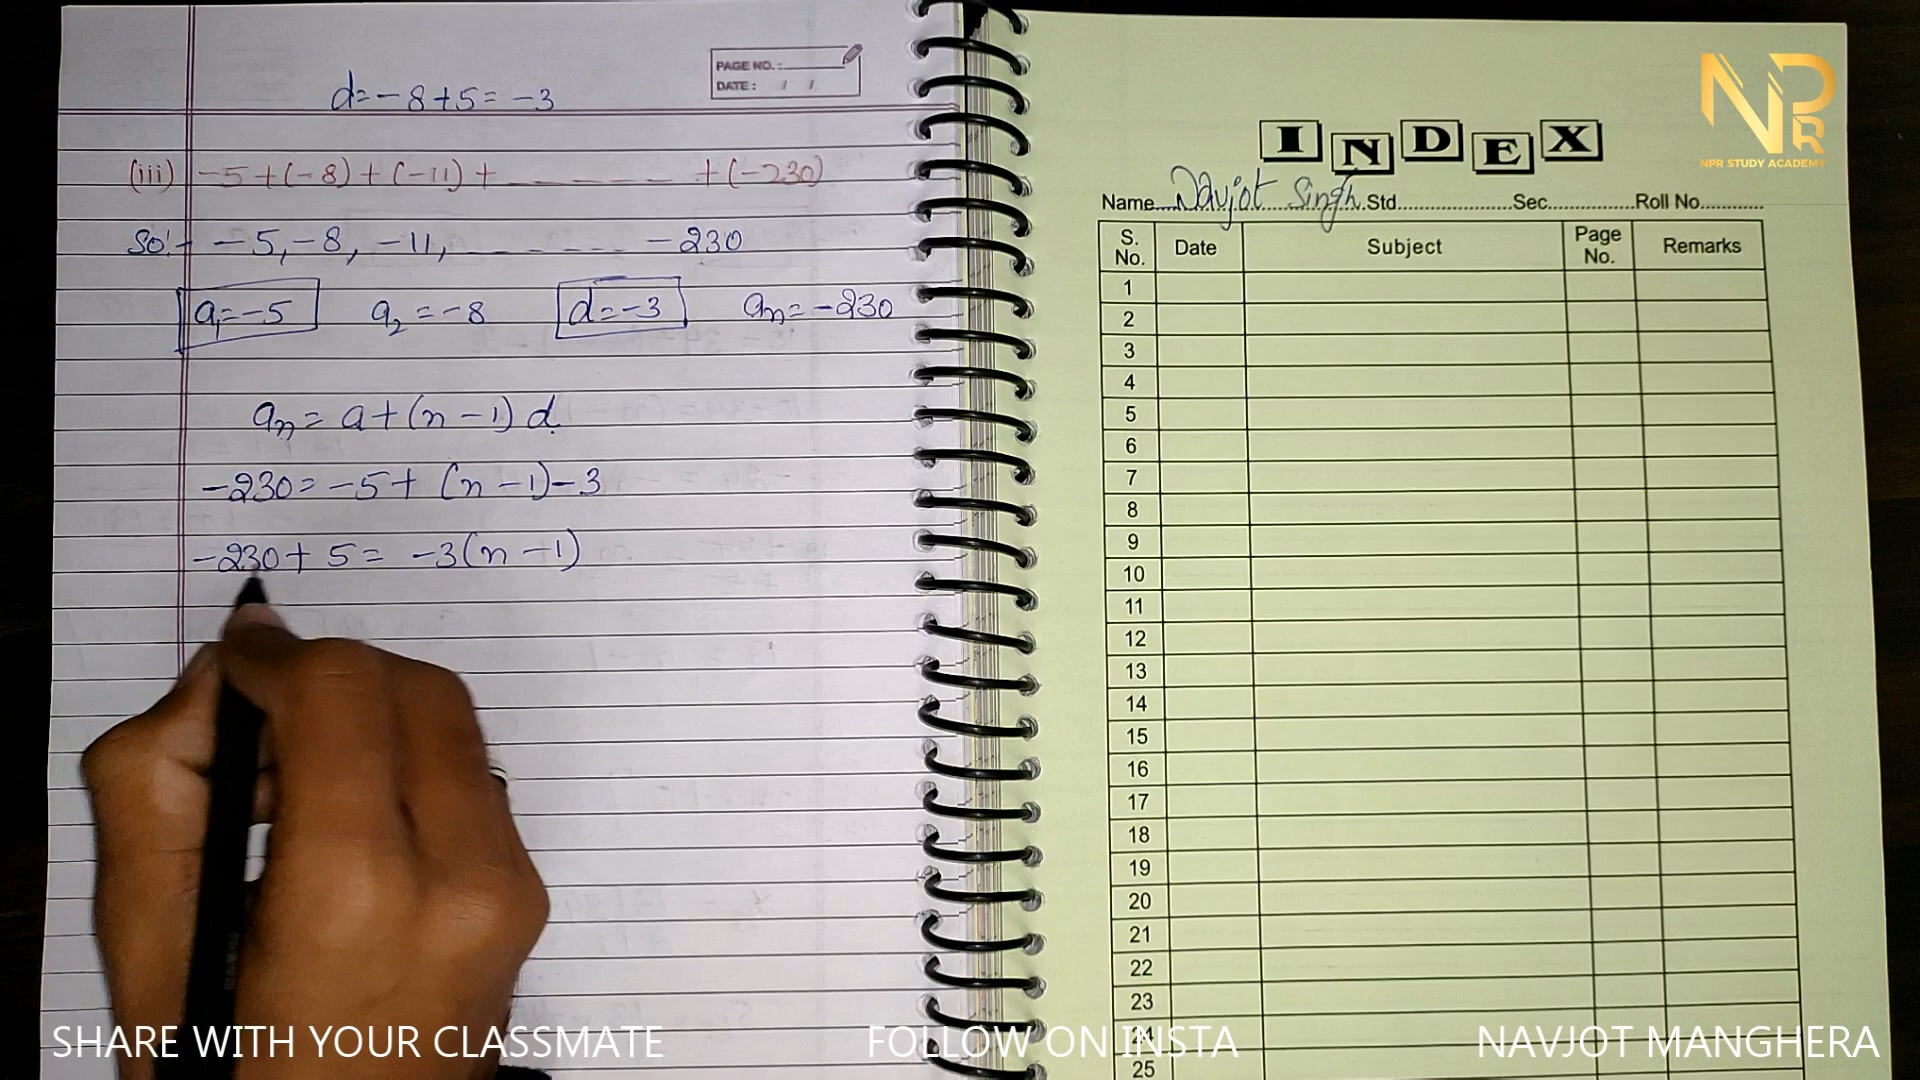 PAGE NO. :
DATE : / /
d = - 8 + 5 = -3
(iii) -5 + (-8) + (-11) + _ _ _ _ _ _ + (-230)
So! - -5, -8, -11, _ _ _ _ _ _ -230
a₁ = -5 a₂ = -8 d = -3 aₙ = -230
aₙ = a + (n - 1) d.
-230 = -5 + (n - 1) - 3
-230 + 5 = -3 (n - 1)
NPR
NPR STUDY ACADEMY
INDEX
Name....Navjot Singh.Std....................Sec...............Roll No............
S. No. Date Subject Page No. Remarks
1
2
3
4
5
6
7
8
9
10
11
12
13
14
15
16
17
18
19
20
21
22
23
24
25
SHARE WITH YOUR CLASSMATE FOLLOW ON INSTA NAVJOT MANGHERA